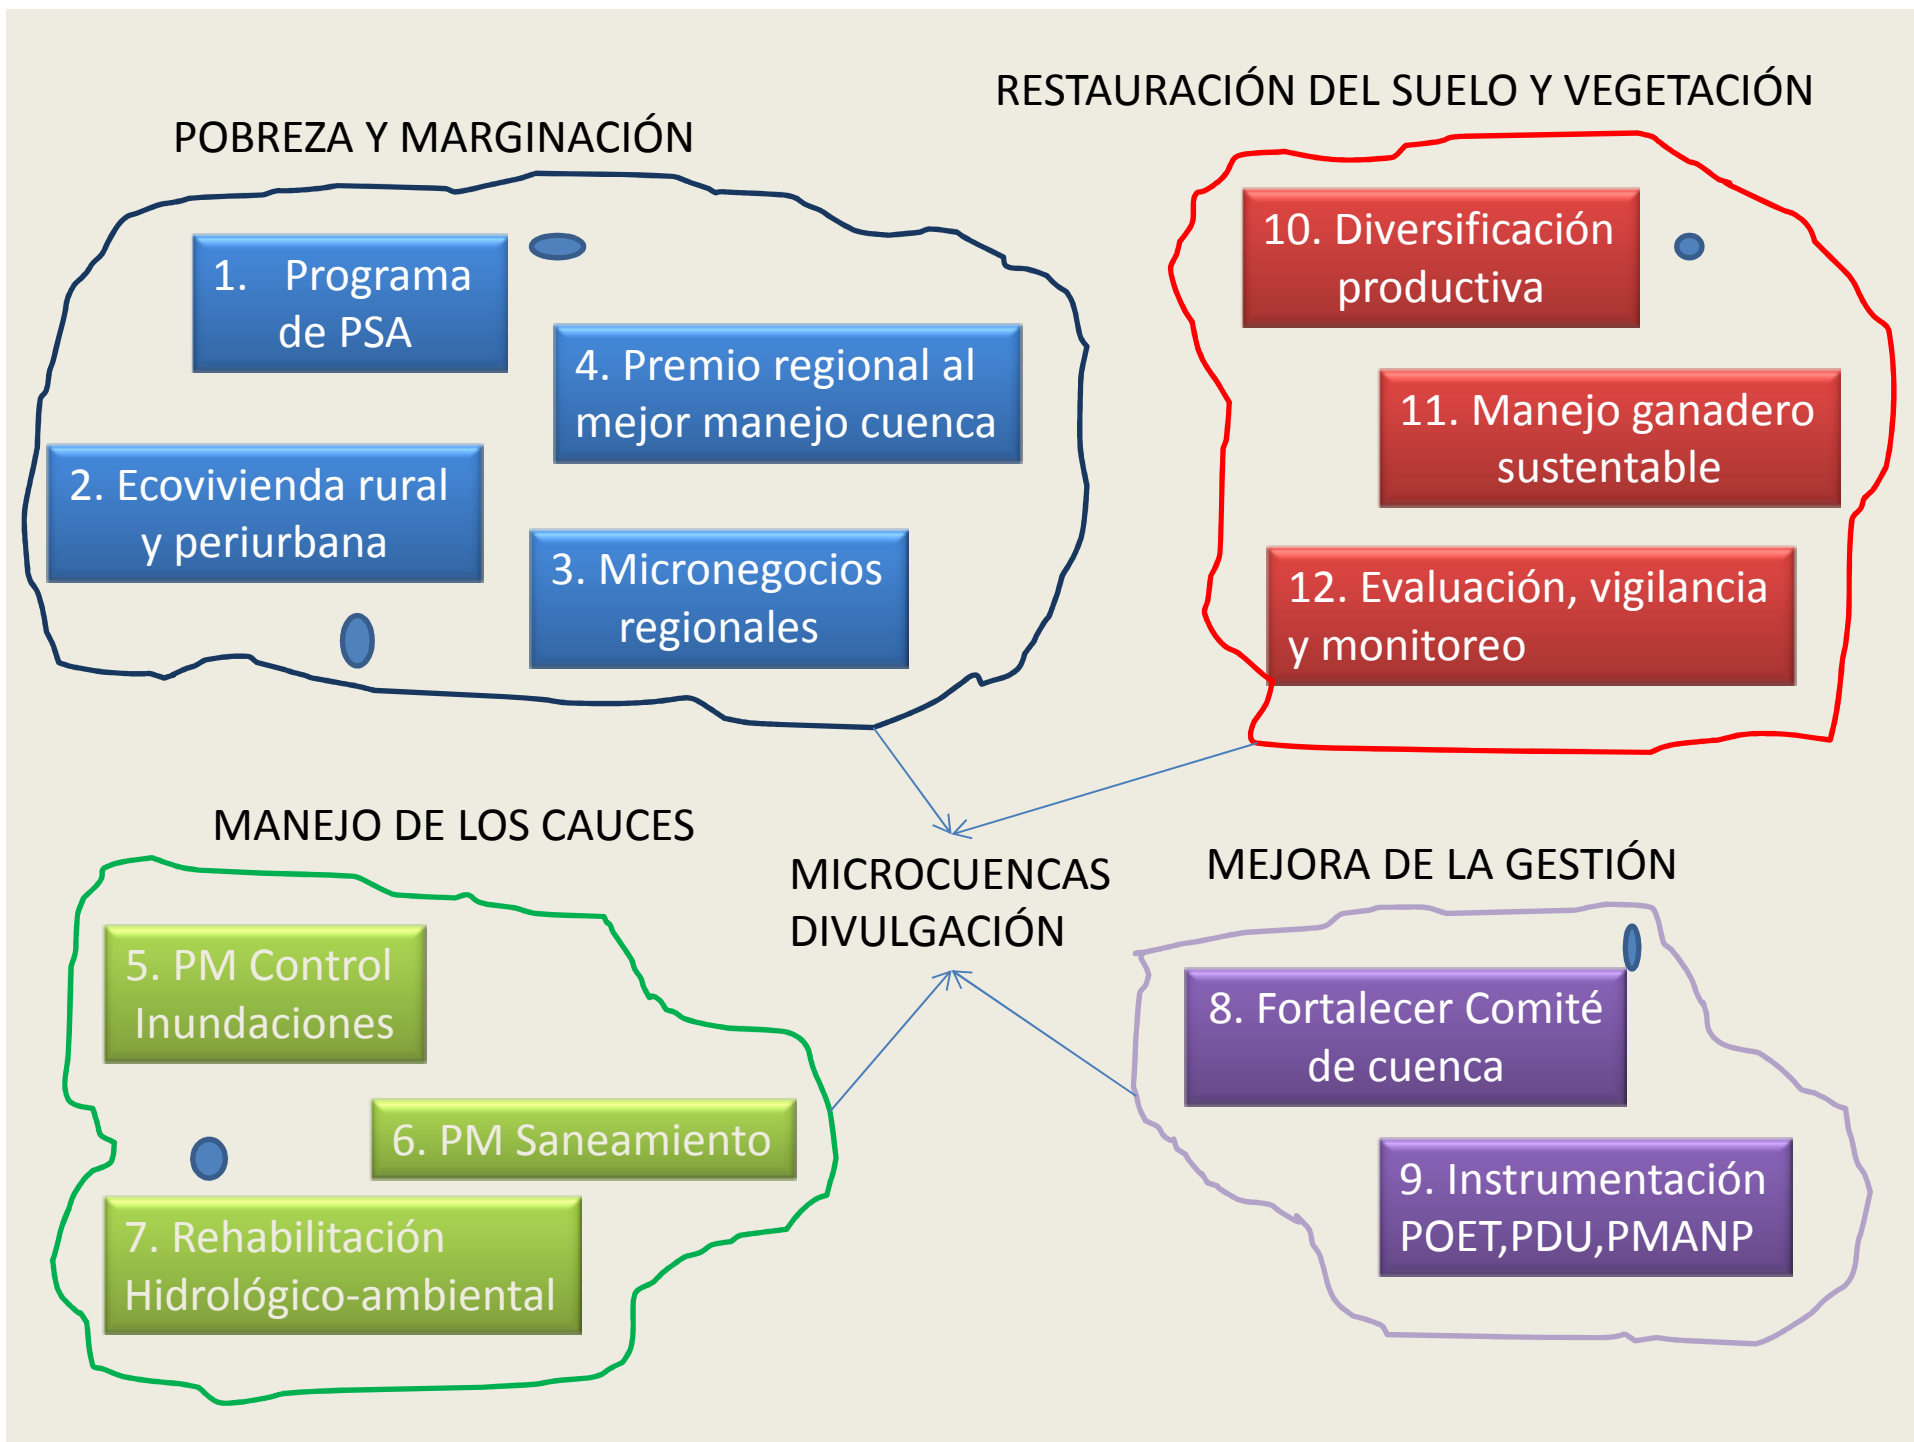 POBREZA Y MARGINACIÓN
1. Programa
de PSA
4. Premio regional al
mejor manejo cuenca
2. Ecovivienda rural
y periurbana
3. Micronegocios
regionales
RESTAURACIÓN DEL SUELO Y VEGETACIÓN
10. Diversificación
productiva
11. Manejo ganadero
sustentable
12. Evaluación, vigilancia
y monitoreo
MANEJO DE LOS CAUCES
5. PM Control
Inundaciones
6. PM Saneamiento
7. Rehabilitación
Hidrológico-ambiental
MICROCUENCAS
DIVULGACIÓN
MEJORA DE LA GESTIÓN
8. Fortalecer Comité
de cuenca
9. Instrumentación
POET,PDU,PMANP